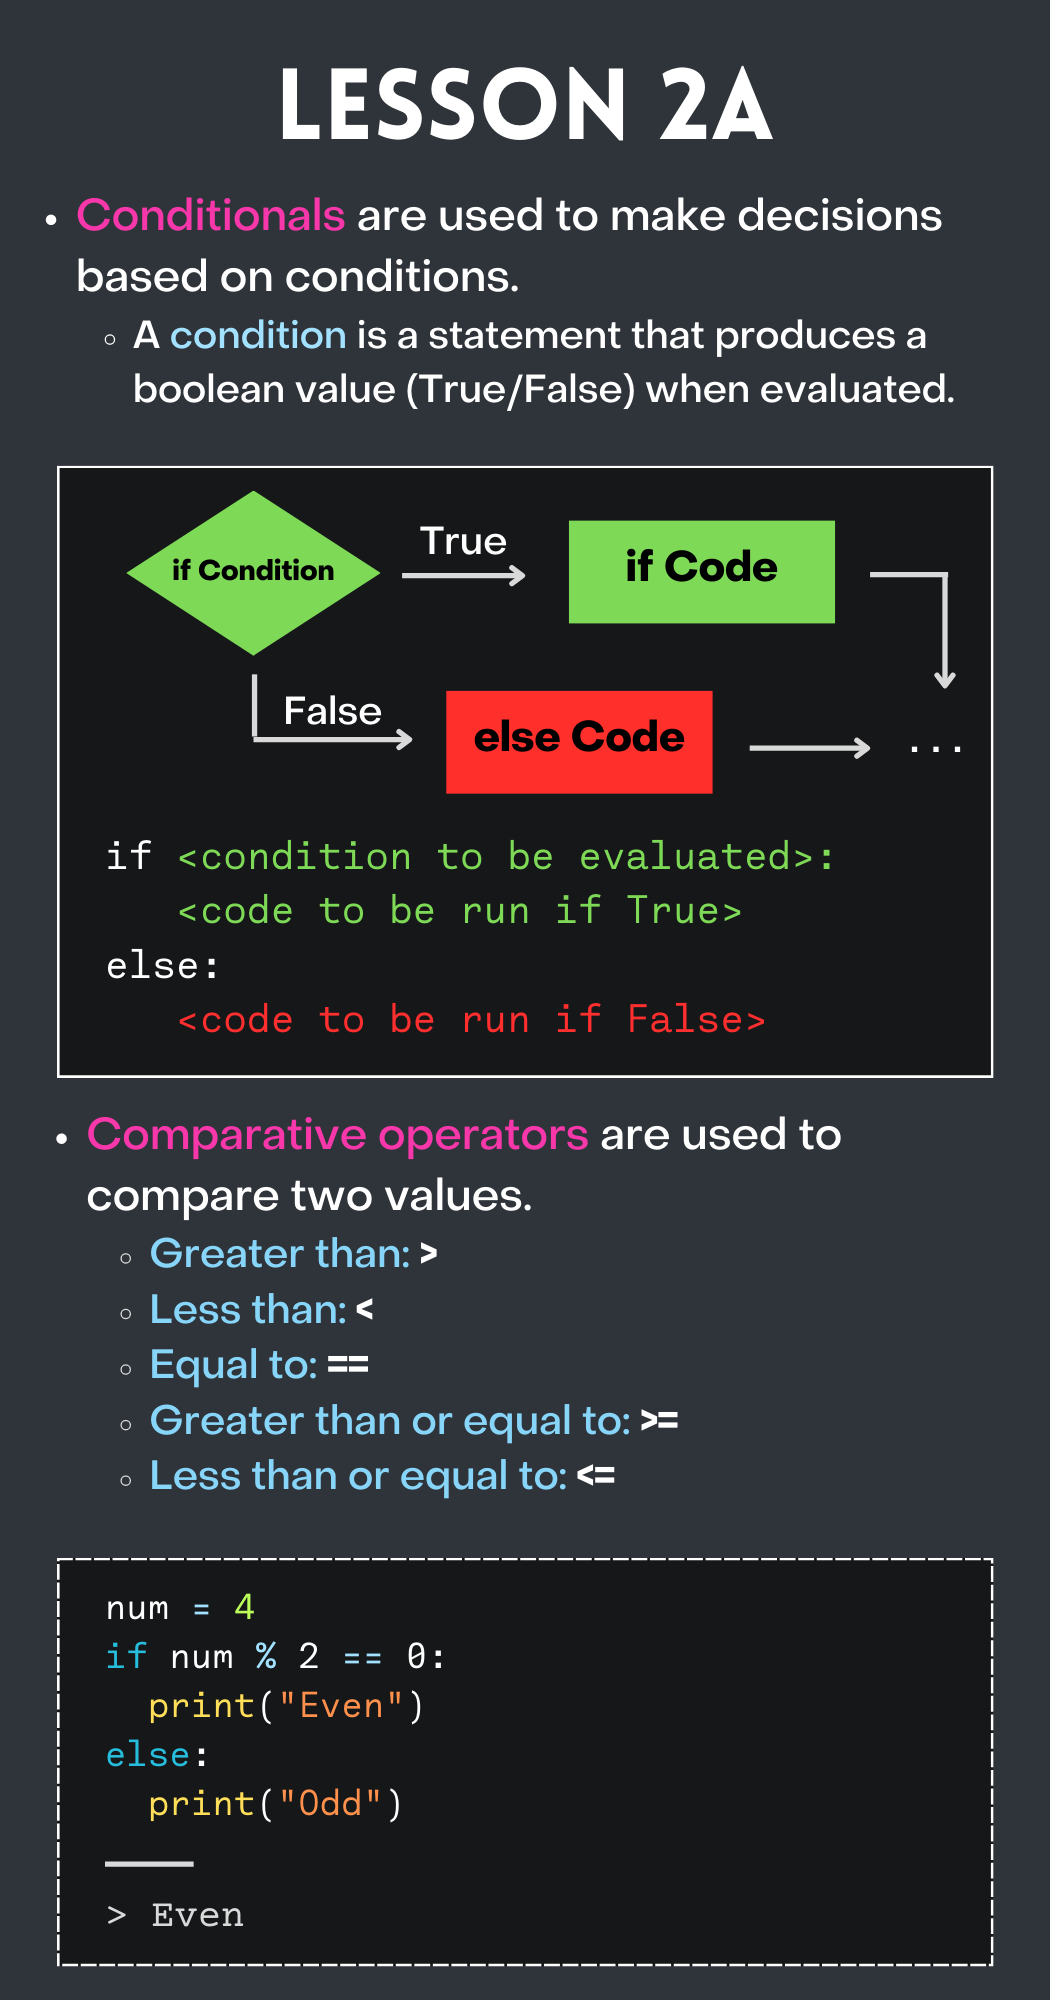 LESSON 2A
• Conditionals are used to make decisions
based on conditions.
◦ A condition is a statement that produces a
boolean value (True/False) when evaluated.
if Condition
True
if Code
False
else Code
...
if <condition to be evaluated>:
   <code to be run if True>
else:
   <code to be run if False>
• Comparative operators are used to
compare two values.
◦ Greater than: >
◦ Less than: <
◦ Equal to: ==
◦ Greater than or equal to: >=
◦ Less than or equal to: <=
num = 4
if num % 2 == 0:
  print("Even")
else:
  print("Odd")
> Even